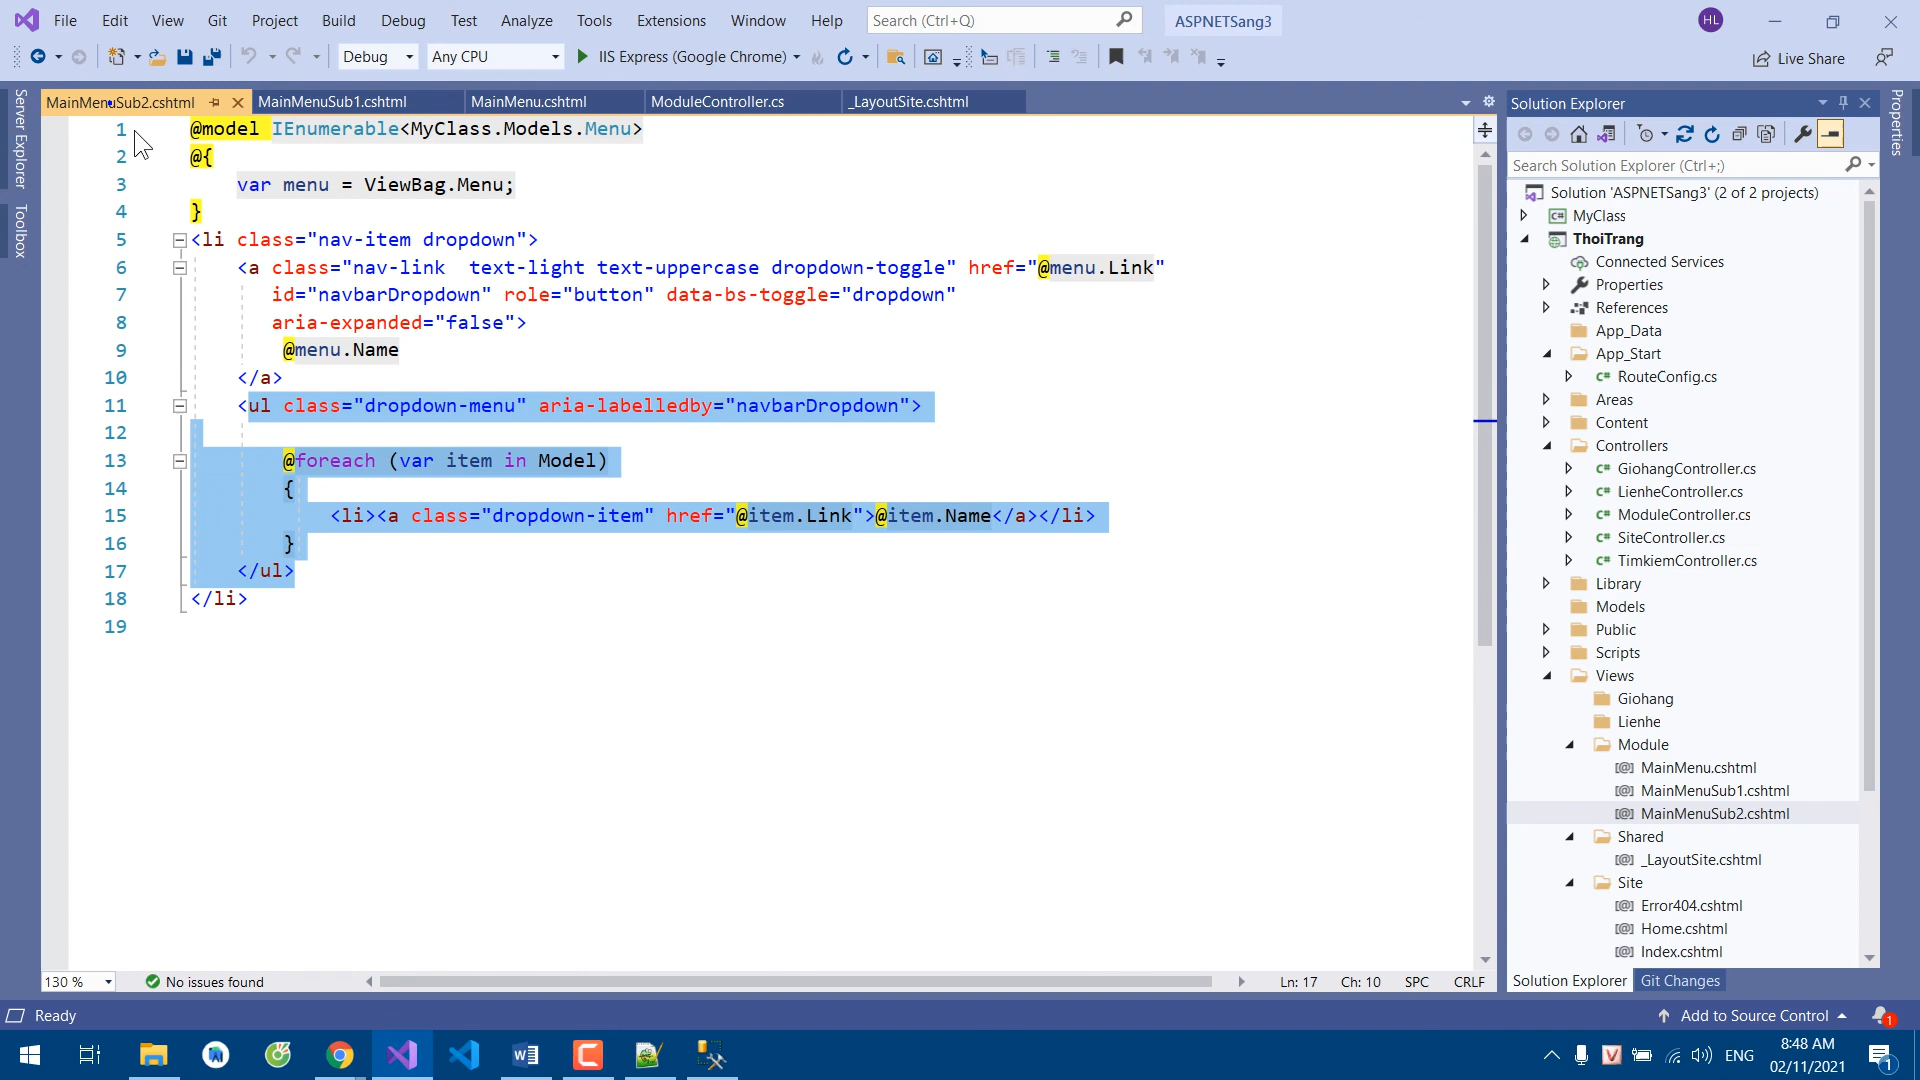 File Edit View Git Project Build Debug Test Analyze Tools Extensions Window Help Search (Ctrl+Q) ASPNETSang3 HL
Debug Any CPU IIS Express (Google Chrome) Live Share
MainMenuSub2.cshtml MainMenuSub1.cshtml MainMenu.cshtml ModuleController.cs _LayoutSite.cshtml
Server Explorer
Toolbox
1 @model IEnumerable<MyClass.Models.Menu>
2 @{
3 var menu = ViewBag.Menu;
4 }
5 <li class="nav-item dropdown">
6 <a class="nav-link  text-light text-uppercase dropdown-toggle" href="@menu.Link"
7 id="navbarDropdown" role="button" data-bs-toggle="dropdown"
8 aria-expanded="false">
9 @menu.Name
10 </a>
11 <ul class="dropdown-menu" aria-labelledby="navbarDropdown">
12
13 @foreach (var item in Model)
14 {
15 <li><a class="dropdown-item" href="@item.Link">@item.Name</a></li>
16 }
17 </ul>
18 </li>
19
130 % No issues found Ln: 17 Ch: 10 SPC CRLF
Solution Explorer
Search Solution Explorer (Ctrl+;)
Solution 'ASPNETSang3' (2 of 2 projects)
MyClass
ThoiTrang
Connected Services
Properties
References
App_Data
App_Start
RouteConfig.cs
Areas
Content
Controllers
GiohangController.cs
LienheController.cs
ModuleController.cs
SiteController.cs
TimkiemController.cs
Library
Models
Public
Scripts
Views
Giohang
Lienhe
Module
MainMenu.cshtml
MainMenuSub1.cshtml
MainMenuSub2.cshtml
Shared
_LayoutSite.cshtml
Site
Error404.cshtml
Home.cshtml
Index.cshtml
Solution Explorer Git Changes
Properties
Ready Add to Source Control 1
ENG 8:48 AM
02/11/2021 1